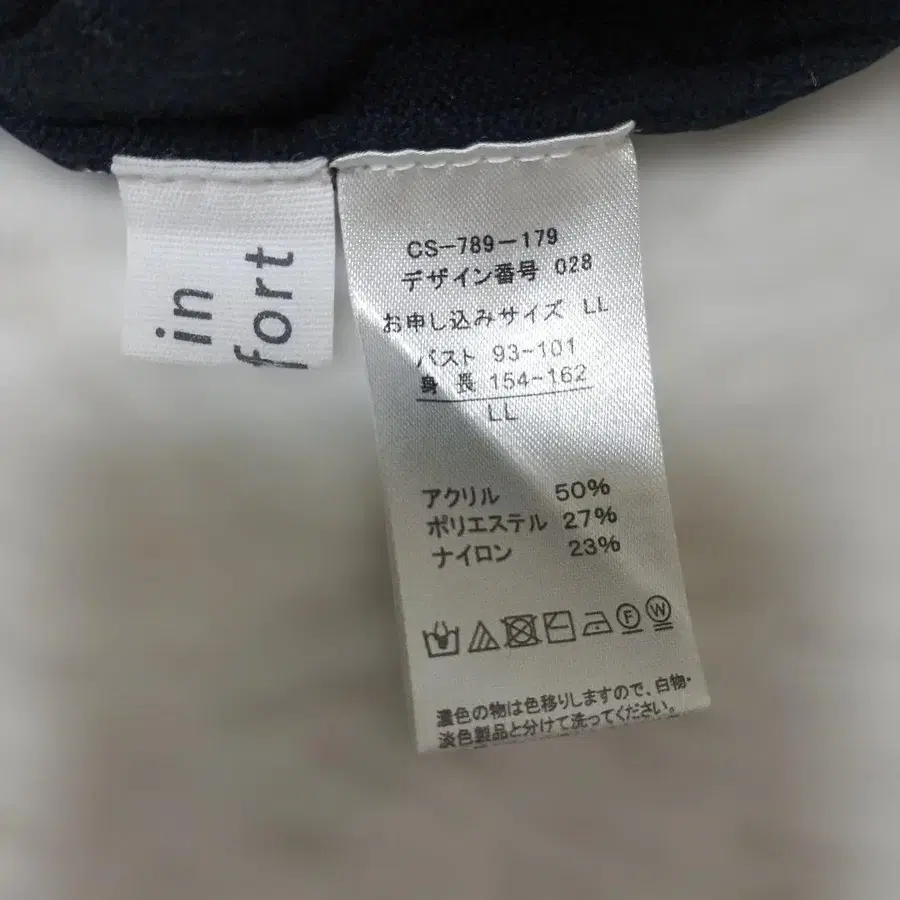 in
fort
CS-789-179
デザイン番号 028
お申し込みサイズ LL
バスト 93-101
身 長 154-162
LL
アクリル 50%
ポリエステル 27%
ナイロン 23%
F W
濃色の物は色移りしますので、白物・
淡色製品と分けて洗ってください。